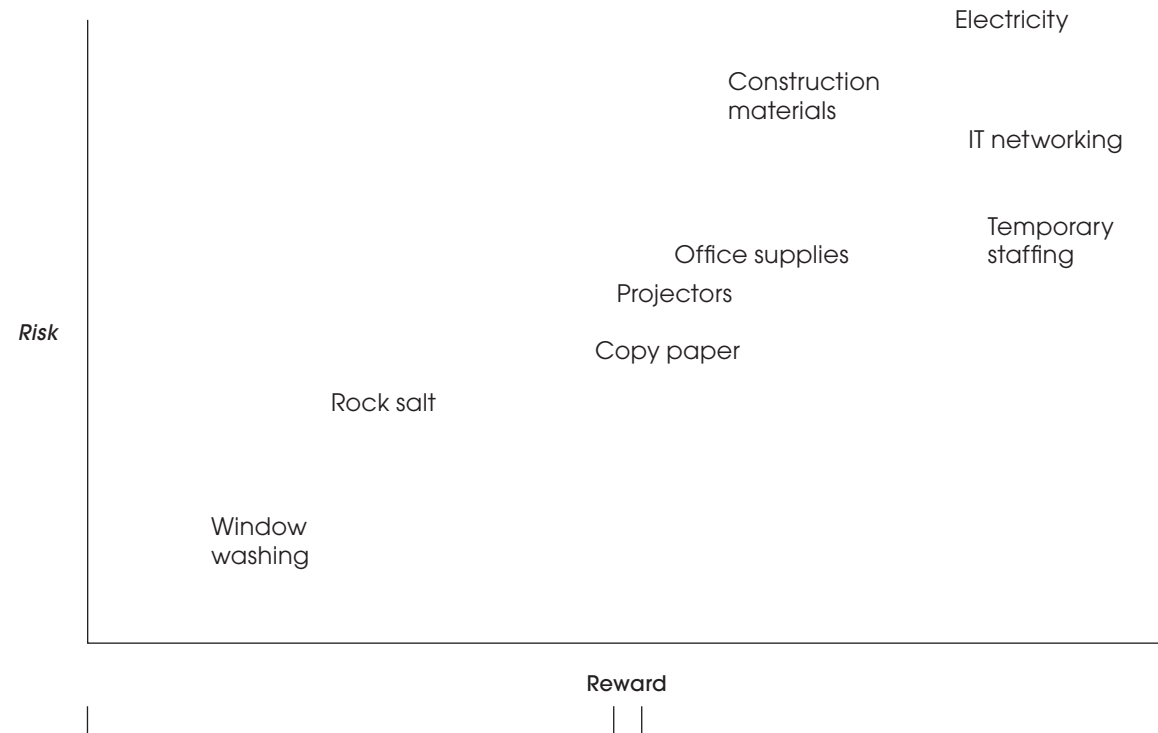 Electricity
Construction
materials
IT networking
Temporary
staffing
Office supplies
Projectors
Risk
Copy paper
Rock salt
Window
washing
Reward